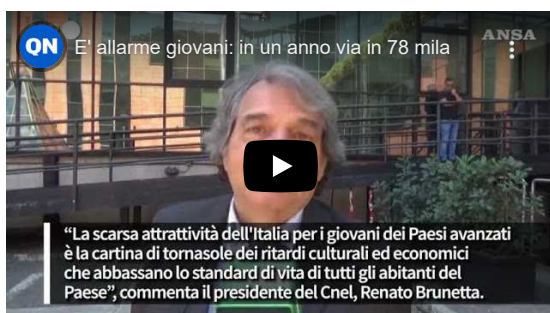 QN
E' allarme giovani: in un anno via in 78 mila
ANSA
“La scarsa attrattività dell'Italia per i giovani dei Paesi avanzati
è la cartina di tornasole dei ritardi culturali ed economici
che abbassano lo standard di vita di tutti gli abitanti del
Paese”, commenta il presidente del Cnel, Renato Brunetta.